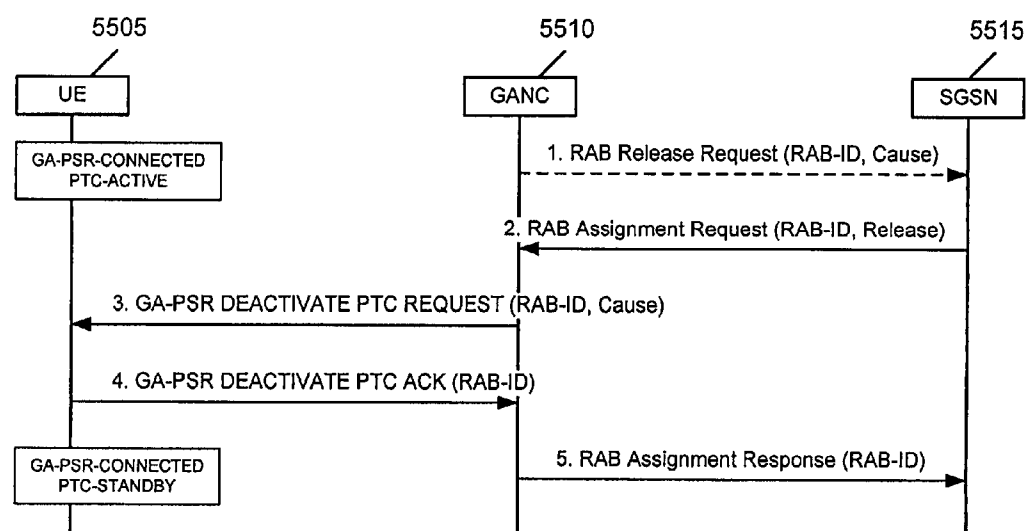 5505
5510
5515
UE
GANC
SGSN
GA-PSR-CONNECTED
PTC-ACTIVE
1. RAB Release Request (RAB-ID, Cause)
2. RAB Assignment Request (RAB-ID, Release)
3. GA-PSR DEACTIVATE PTC REQUEST (RAB-ID, Cause)
4. GA-PSR DEACTIVATE PTC ACK (RAB-ID)
GA-PSR-CONNECTED
PTC-STANDBY
5. RAB Assignment Response (RAB-ID)